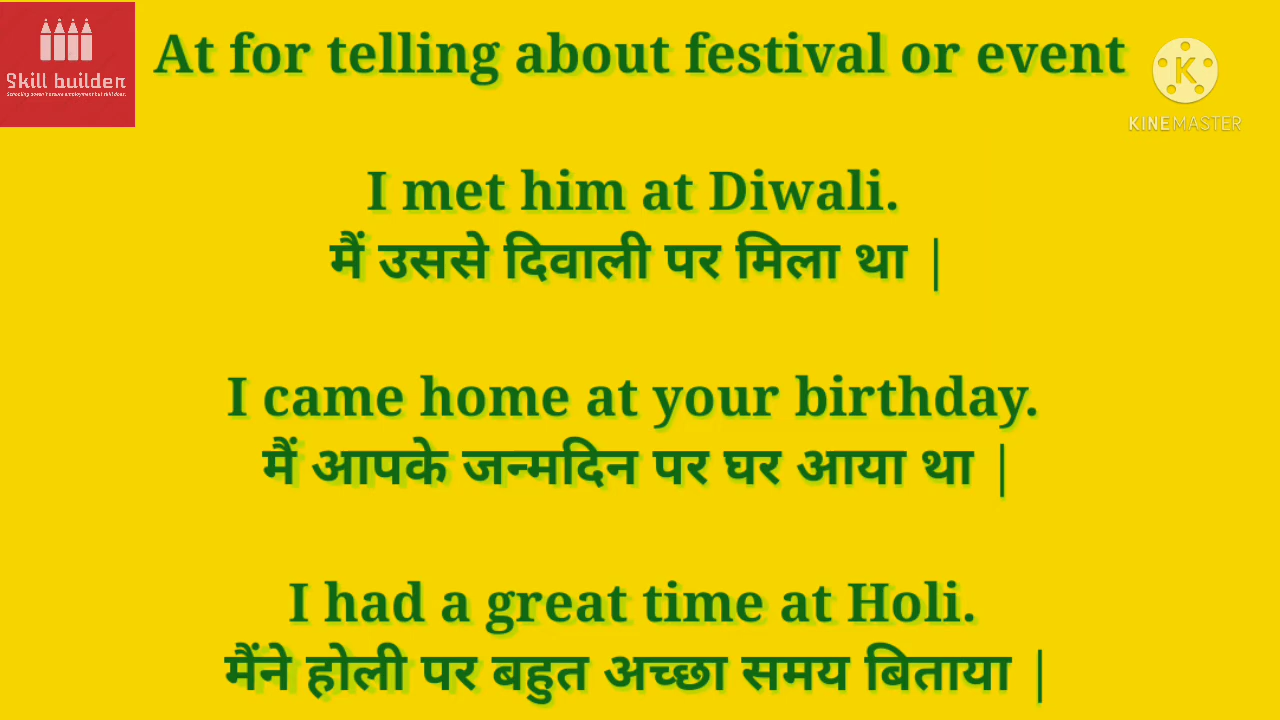 At for telling about festival or event
Skill builder
KINEMASTER
I met him at Diwali.
मैं उससे दिवाली पर मिला था |
I came home at your birthday.
मैं आपके जन्मदिन पर घर आया था |
I had a great time at Holi.
मैंने होली पर बहुत अच्छा समय बिताया |